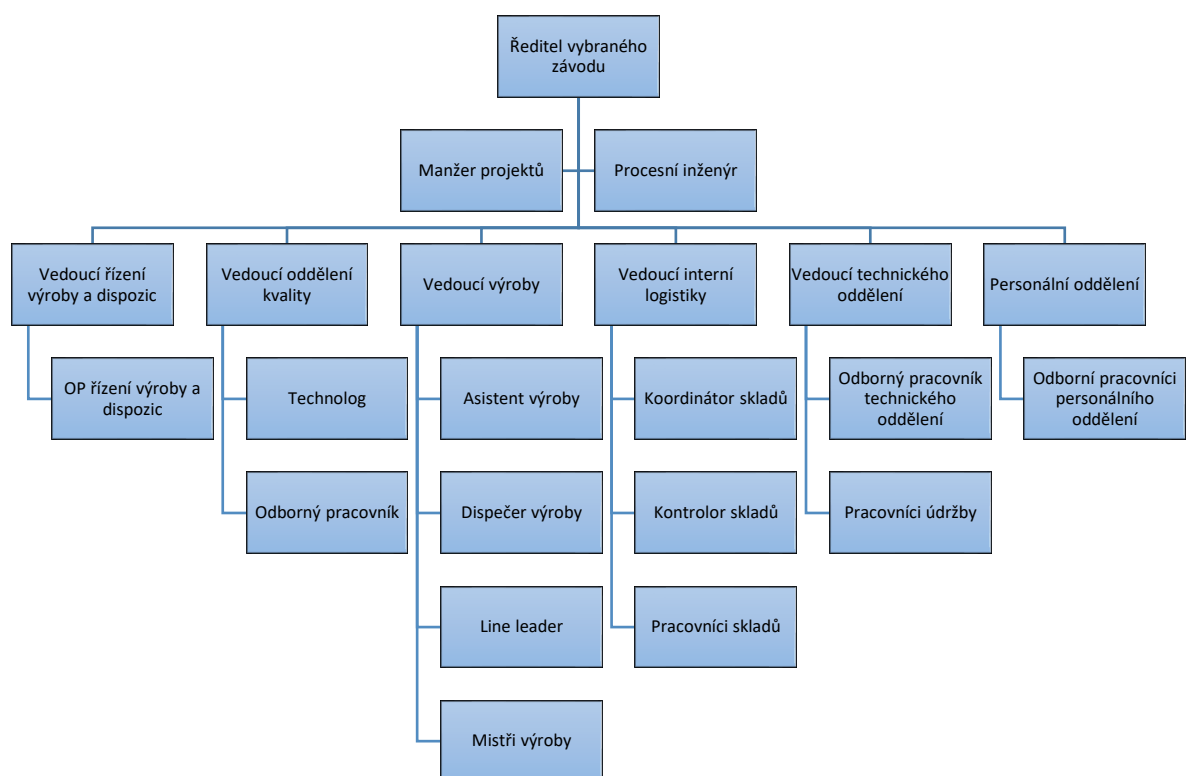 Ředitel vybraného
závodu
Manžer projektů
Procesní inženýr
Vedoucí řízení
výroby a dispozic
Vedoucí oddělení
kvality
Vedoucí výroby
Vedoucí interní
logistiky
Vedoucí technického
oddělení
Personální oddělení
OP řízení výroby a
dispozic
Technolog
Asistent výroby
Koordinátor skladů
Odborný pracovník
technického
oddělení
Odborní pracovníci
personálního
oddělení
Odborný pracovník
Dispečer výroby
Kontrolor skladů
Pracovníci údržby
Line leader
Pracovníci skladů
Mistři výroby